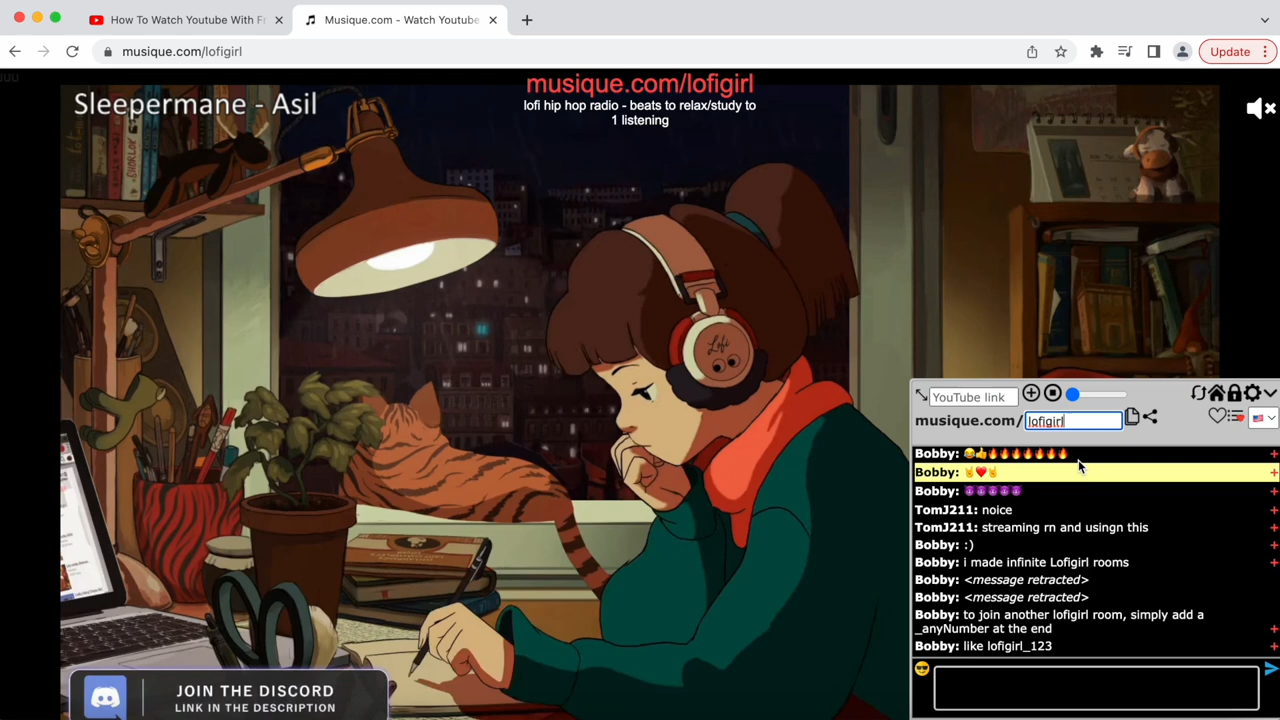 How To Watch Youtube With Fr
Musique.com - Watch Youtube
musique.com/lofigirl
Update
Sleepermane - Asil
musique.com/lofigirl
lofi hip hop radio - beats to relax/study to
1 listening
Lofi
YouTube link
musique.com/ lofigirl
Bobby: 😂👍🔥🔥🔥🔥🔥🔥🔥
Bobby: 🤘❤️🤘
Bobby: 😈😈😈😈😈
TomJ211: noice
TomJ211: streaming rn and usingn this
Bobby: :)
Bobby: i made infinite Lofigirl rooms
Bobby: <message retracted>
Bobby: <message retracted>
Bobby: to join another lofigirl room, simply add a
_anyNumber at the end
Bobby: like lofigirl_123
JOIN THE DISCORD
LINK IN THE DESCRIPTION